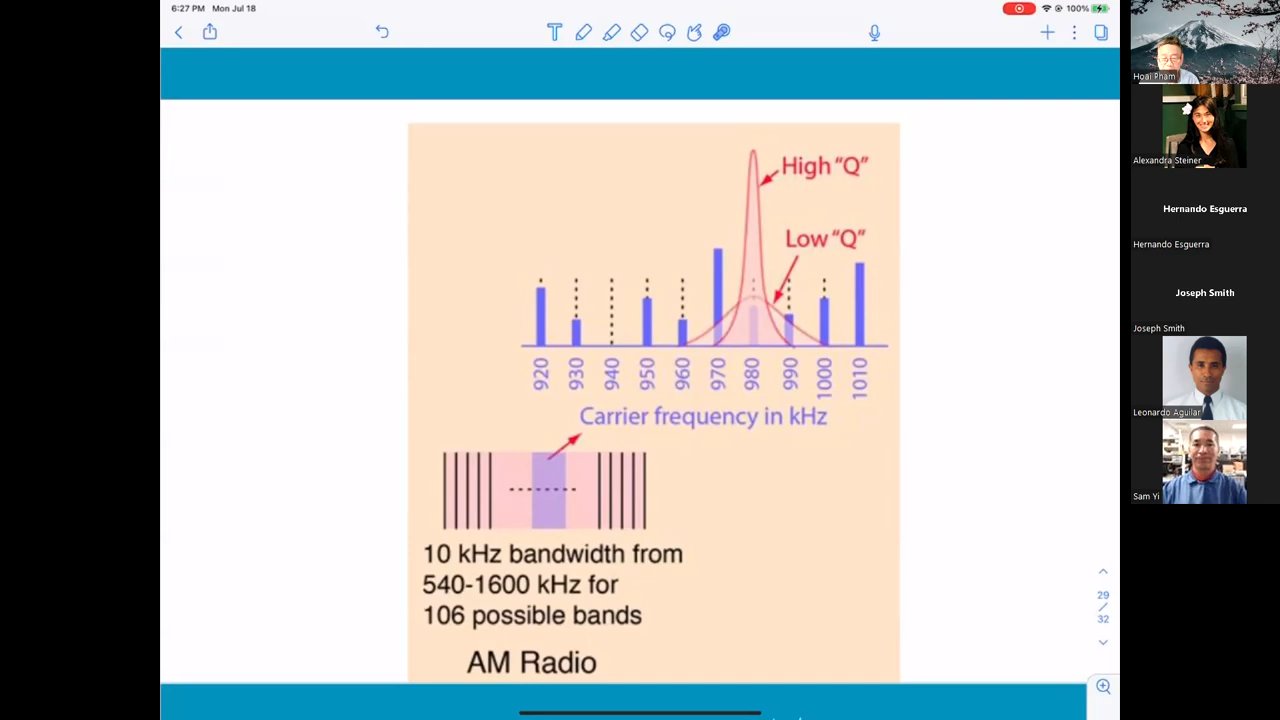 6:27 PM Mon Jul 18
100%
T
High "Q"
Low "Q"
920 930 940 950 960 970 980 990 1000 1010
Carrier frequency in kHz
10 kHz bandwidth from
540-1600 kHz for
106 possible bands
AM Radio
29
32
Hoai Pham
Alexandra Steiner
Hernando Esguerra
Hernando Esguerra
Joseph Smith
Joseph Smith
Leonardo Aguilar
Sam Yi